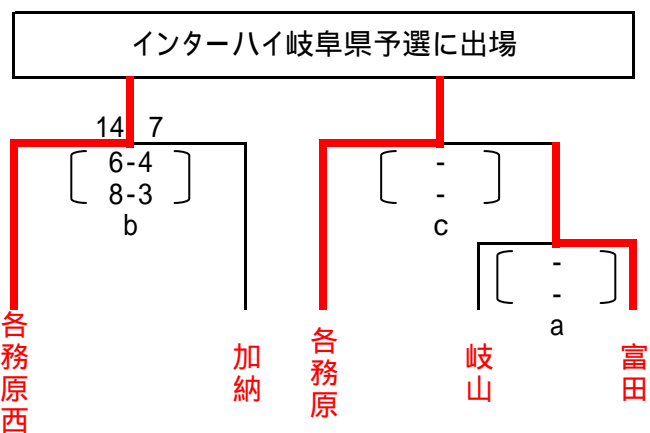 インターハイ岐阜県予選に出場
14 7
6-4
8-3
b
-
-
c
-
-
a
各務原西
加納
各務原
岐山
富田